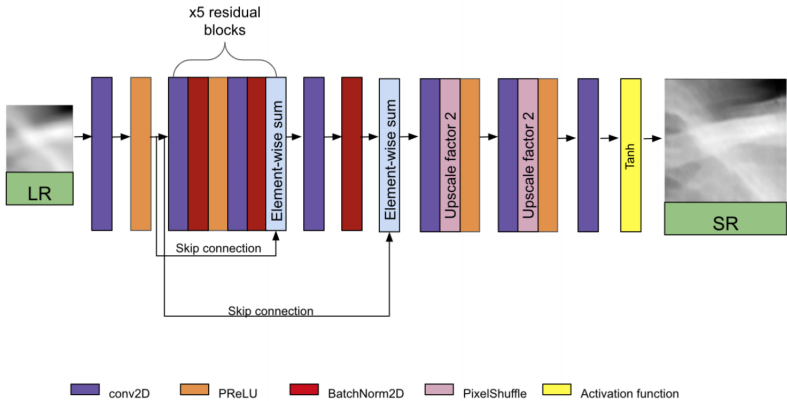 x5 residual
blocks
LR
Element-wise sum
Element-wise sum
Upscale factor 2
Upscale factor 2
Tanh
SR
Skip connection
Skip connection
conv2D
PReLU
BatchNorm2D
PixelShuffle
Activation function